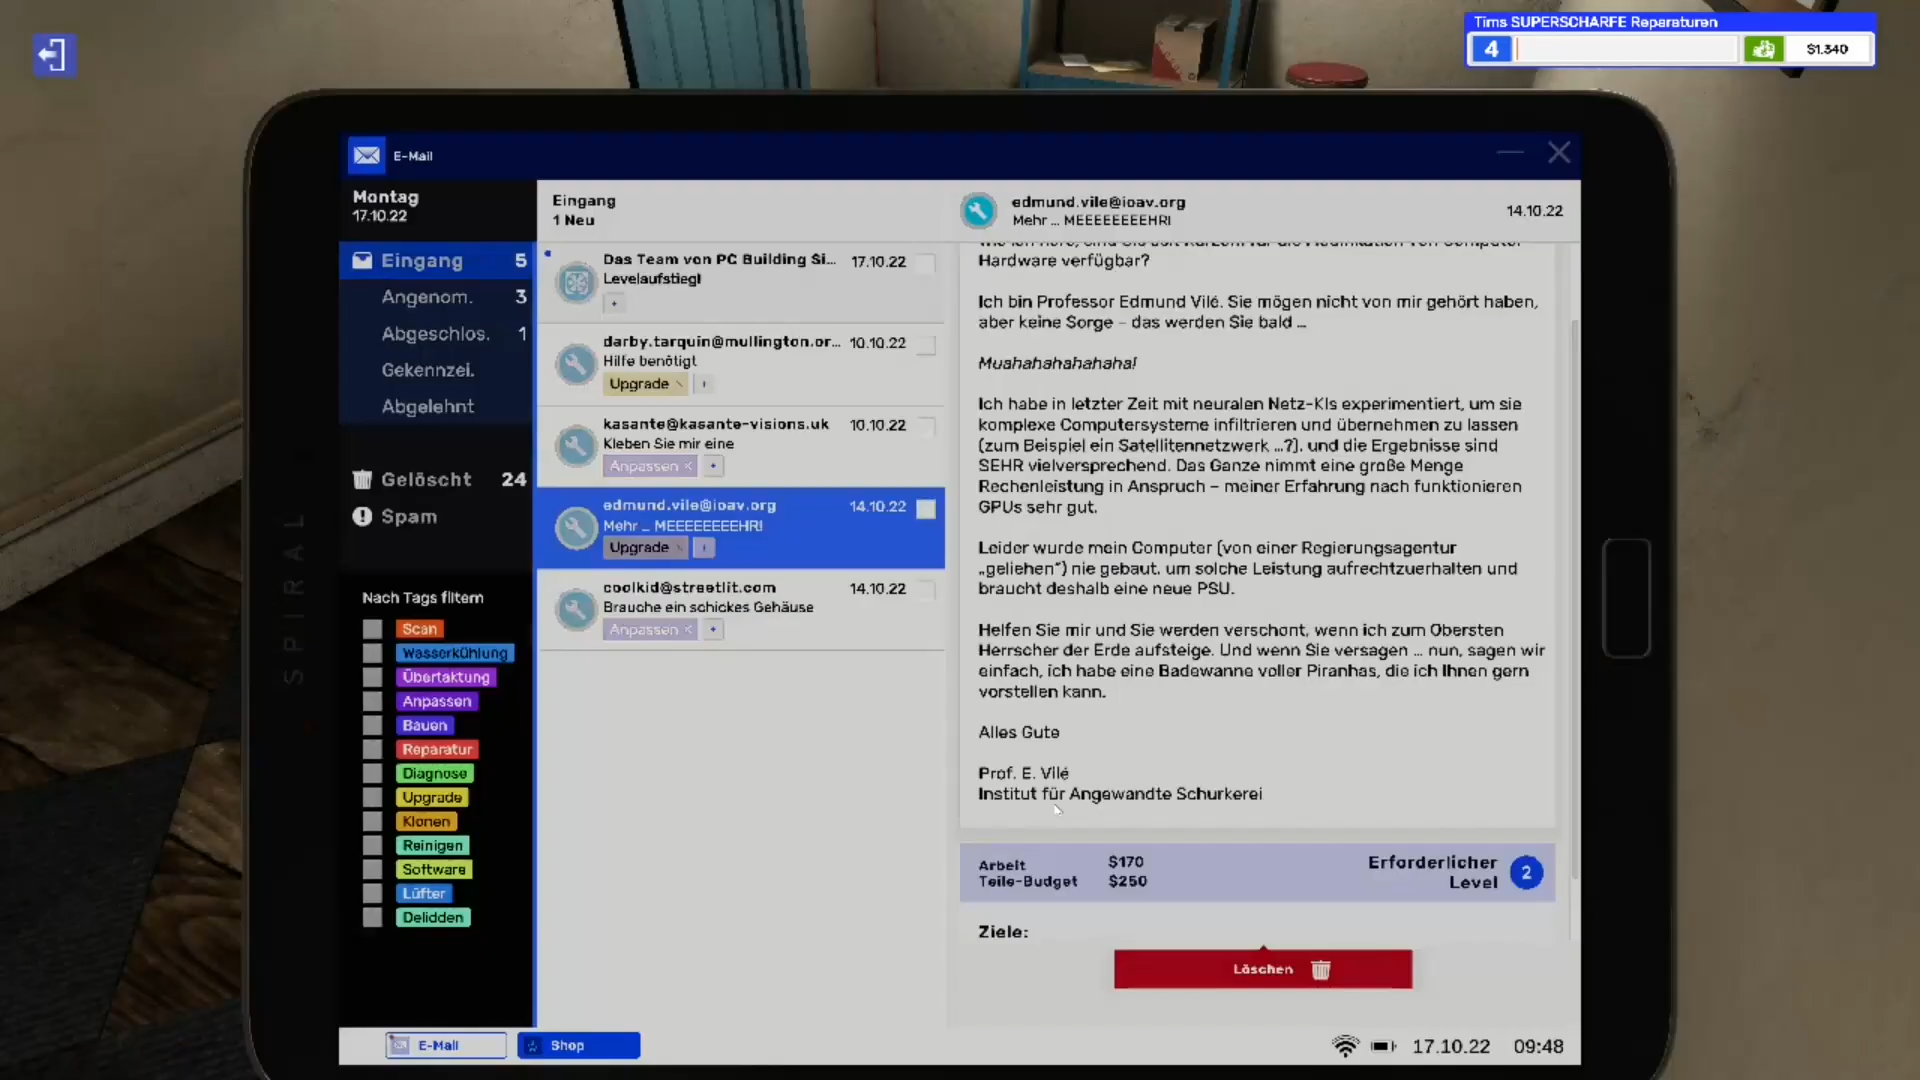 Tims SUPERSCHARFE Reparaturen
4
$1.340
E-Mail
Montag
17.10.22
Eingang 5
Angenom. 3
Abgeschlos. 1
Gekennzei.
Abgelehnt
Gelöscht 24
Spam
Nach Tags filtern
Scan
Wasserkühlung
Übertaktung
Anpassen
Bauen
Reparatur
Diagnose
Upgrade
Klonen
Reinigen
Software
Lüfter
Delidden
Eingang
1 Neu
Das Team von PC Building Si... 17.10.22
Levelaufstieg!
+
darby.tarquin@mullington.or... 10.10.22
Hilfe benötigt
Upgrade
kasante@kasante-visions.uk 10.10.22
Kleben Sie mir eine
Anpassen × +
edmund.vile@ioav.org 14.10.22
Mehr ... MEEEEEEEEHR!
Upgrade
coolkid@streetlit.com 14.10.22
Brauche ein schickes Gehäuse
Anpassen × +
edmund.vile@ioav.org
Mehr ... MEEEEEEEEHR!
14.10.22
Wie ich höre, sind Sie seit Kurzem für die Modifikation von Computer-
Hardware verfügbar?
Ich bin Professor Edmund Vilé. Sie mögen nicht von mir gehört haben,
aber keine Sorge – das werden Sie bald ...
Muahahahahahaha!
Ich habe in letzter Zeit mit neuralen Netz-KIs experimentiert, um sie
komplexe Computersysteme infiltrieren und übernehmen zu lassen
(zum Beispiel ein Satellitennetzwerk ...?), und die Ergebnisse sind
SEHR vielversprechend. Das Ganze nimmt eine große Menge
Rechenleistung in Anspruch – meiner Erfahrung nach funktionieren
GPUs sehr gut.
Leider wurde mein Computer (von einer Regierungsagentur
„geliehen“) nie gebaut, um solche Leistung aufrechtzuerhalten und
braucht deshalb eine neue PSU.
Helfen Sie mir und Sie werden verschont, wenn ich zum Obersten
Herrscher der Erde aufsteige. Und wenn Sie versagen ... nun, sagen wir
einfach, ich habe eine Badewanne voller Piranhas, die ich Ihnen gern
vorstellen kann.
Alles Gute
Prof. E. Vilé
Institut für Angewandte Schurkerei
Arbeit $170
Teile-Budget $250
Erforderlicher
Level 2
Ziele:
Löschen
E-Mail
Shop
17.10.22 09:48
SPIRAL